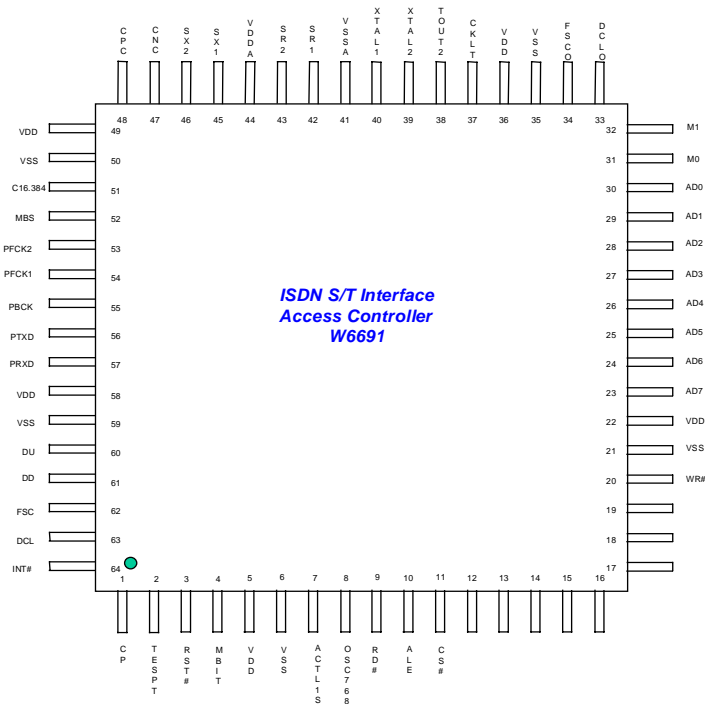 CPC
CNC
SX2
SX1
VDDA
SR2
SR1
VSSA
XTAL1
XTAL2
TOUT2
CKLT
VDD
VSS
FSCO
DCLO
48 47 46 45 44 43 42 41 40 39 38 37 36 35 34 33
VDD 49
VSS 50
C16.384 51
MBS 52
PFCK2 53
PFCK1 54
PBCK 55
PTXD 56
PRXD 57
VDD 58
VSS 59
DU 60
DD 61
FSC 62
DCL 63
INT# 64
ISDN S/T Interface
Access Controller
W6691
32 M1
31 M0
30 AD0
29 AD1
28 AD2
27 AD3
26 AD4
25 AD5
24 AD6
23 AD7
22 VDD
21 VSS
20 WR#
19
18
17
1 2 3 4 5 6 7 8 9 10 11 12 13 14 15 16
CP
TESPT
RST#
MBIT
VDD
VSS
ACTL1S
OSC768
RD#
ALE
CS#